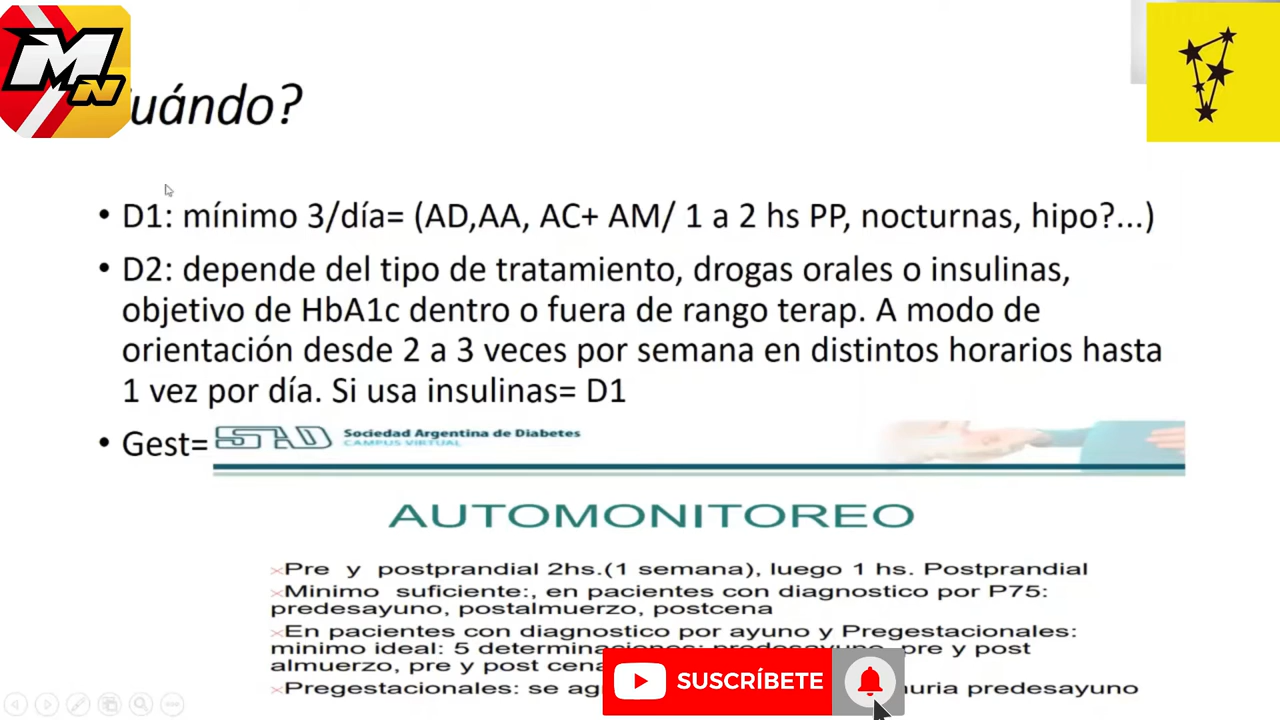 MN
uándo?
• D1: mínimo 3/día= (AD,AA, AC+ AM/ 1 a 2 hs PP, nocturnas, hipo?...)
• D2: depende del tipo de tratamiento, drogas orales o insulinas,
objetivo de HbA1c dentro o fuera de rango terap. A modo de
orientación desde 2 a 3 veces por semana en distintos horarios hasta
1 vez por día. Si usa insulinas= D1
• Gest=
SAD Sociedad Argentina de Diabetes
CAMPUS VIRTUAL
AUTOMONITOREO
Pre y postprandial 2hs.(1 semana), luego 1 hs. Postprandial
Minimo suficiente:, en pacientes con diagnostico por P75:
predesayuno, postalmuerzo, postcena
En pacientes con diagnostico por ayuno y Pregestacionales:
minimo ideal: 5 determinaciones: predesayuno, pre y post
almuerzo, pre y post cena
Pregestacionales: se predesayuno
SUSCRÍBETE